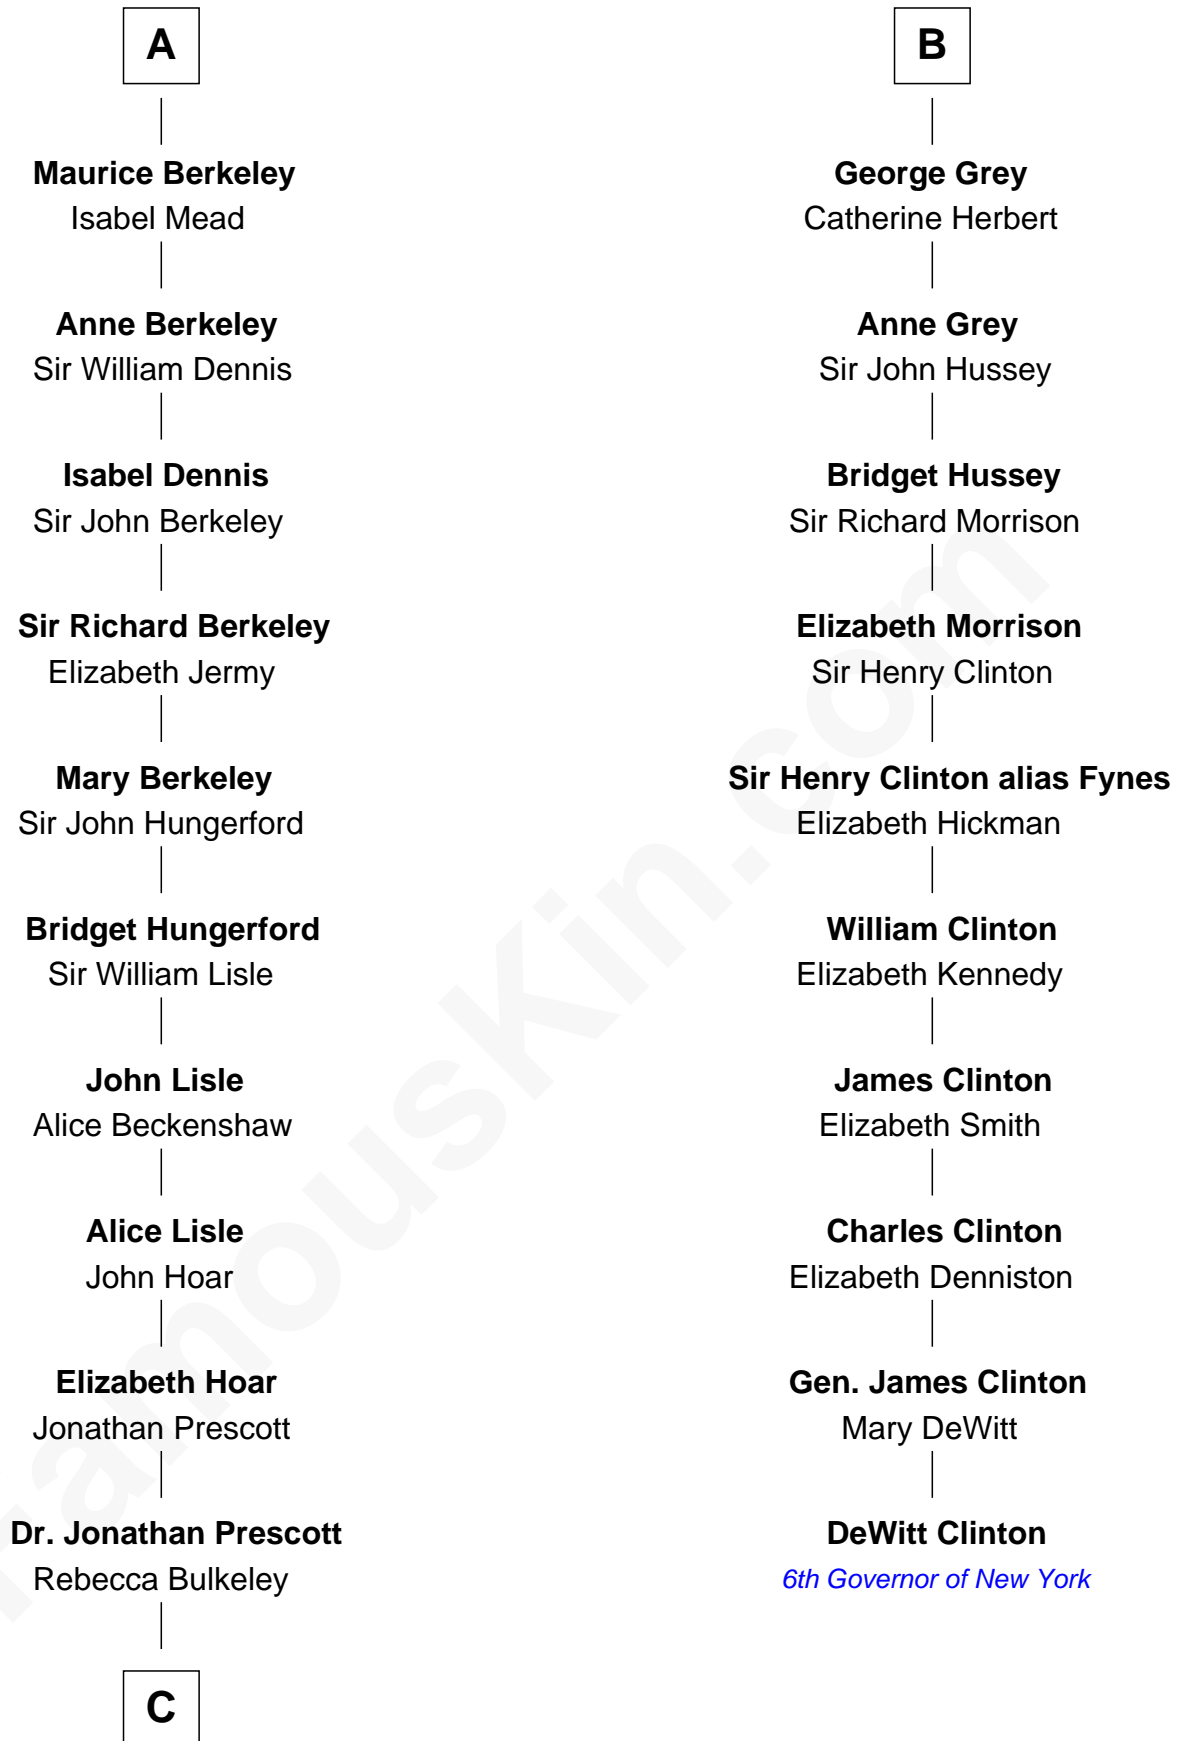 A
Maurice Berkeley
Isabel Mead
Anne Berkeley
Sir William Dennis
Isabel Dennis
Sir John Berkeley
Sir Richard Berkeley
Elizabeth Jermy
Mary Berkeley
Sir John Hungerford
Bridget Hungerford
Sir William Lisle
John Lisle
Alice Beckenshaw
Alice Lisle
John Hoar
Elizabeth Hoar
Jonathan Prescott
Dr. Jonathan Prescott
Rebecca Bulkeley
C
B
George Grey
Catherine Herbert
Anne Grey
Sir John Hussey
Bridget Hussey
Sir Richard Morrison
Elizabeth Morrison
Sir Henry Clinton
Sir Henry Clinton alias Fynes
Elizabeth Hickman
William Clinton
Elizabeth Kennedy
James Clinton
Elizabeth Smith
Charles Clinton
Elizabeth Denniston
Gen. James Clinton
Mary DeWitt
DeWitt Clinton
6th Governor of New York
FamousKin.com